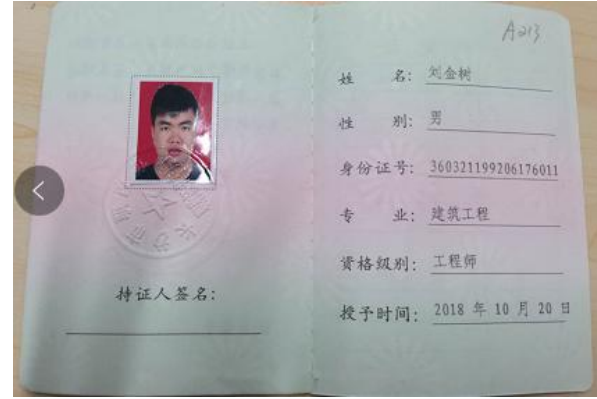 A213
姓 名: 刘金树
性 别: 男
身份证号: 360321199206176011
专 业: 建筑工程
资格级别: 工程师
授予时间: 2018 年 10 月 20 日
持证人签名: